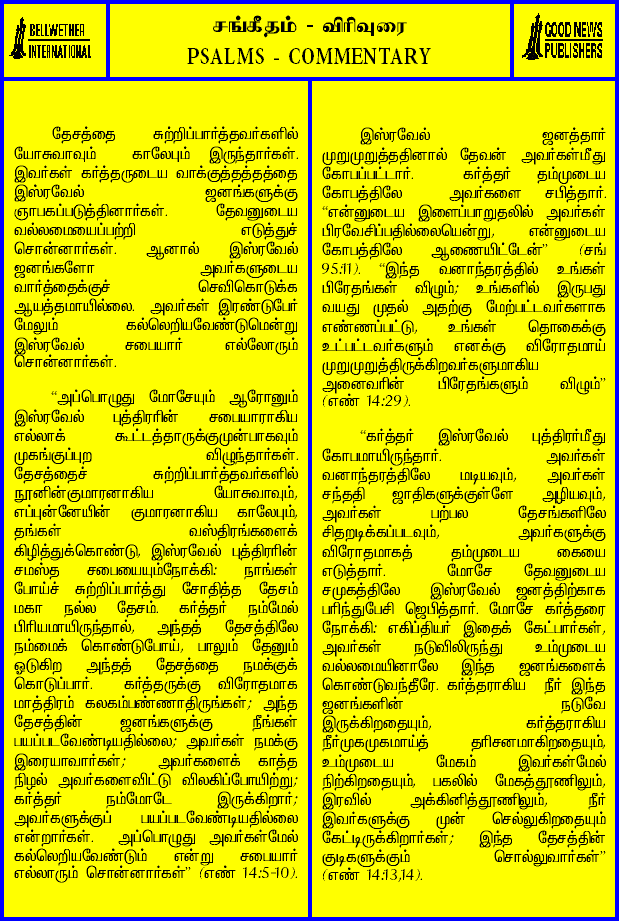 BELLWETHER
INTERNATIONAL
சங்கீதம் - விரிவுரை
PSALMS - COMMENTARY
GOOD NEWS
PUBLISHERS
தேசத்தை சுற்றிப்பார்த்தவர்களில்
யோசுவாவும் காலேபும் இருந்தார்கள்.
இவர்கள் கர்த்தருடைய வாக்குத்தத்தத்தை
இஸ்ரவேல் ஜனங்களுக்கு
ஞாபகப்படுத்தினார்கள். தேவனுடைய
வல்லமையைப்பற்றி எடுத்துச்
சொன்னார்கள். ஆனால் இஸ்ரவேல்
ஜனங்களோ அவர்களுடைய
வார்த்தைக்குச் செவிகொடுக்க
ஆயத்தமாயில்லை. அவர்கள் இரண்டுபேர்
மேலும் கல்லெறியவேண்டுமென்று
இஸ்ரவேல் சபையார் எல்லோரும்
சொன்னார்கள்.
“அப்பொழுது மோசேயும் ஆரோனும்
இஸ்ரவேல் புத்திரரின் சபையாராகிய
எல்லாக் கூட்டத்தாருக்குமுன்பாகவும்
முகங்குப்புற விழுந்தார்கள்.
தேசத்தைச் சுற்றிப்பார்த்தவர்களில்
நூனின்குமாரனாகிய யோசுவாவும்,
எப்புன்னேயின் குமாரனாகிய காலேபும்,
தங்கள் வஸ்திரங்களைக்
கிழித்துக்கொண்டு, இஸ்ரவேல் புத்திரரின்
சமஸ்த சபையையும்நோக்கி: நாங்கள்
போய்ச் சுற்றிப்பார்த்து சோதித்த தேசம்
மகா நல்ல தேசம். கர்த்தர் நம்மேல்
பிரியமாயிருந்தால், அந்தத் தேசத்திலே
நம்மைக் கொண்டுபோய், பாலும் தேனும்
ஓடுகிற அந்தத் தேசத்தை நமக்குக்
கொடுப்பார். கர்த்தருக்கு விரோதமாக
மாத்திரம் கலகம்பண்ணாதிருங்கள்; அந்த
தேசத்தின் ஜனங்களுக்கு நீங்கள்
பயப்படவேண்டியதில்லை; அவர்கள் நமக்கு
இரையாவார்கள்; அவர்களைக் காத்த
நிழல் அவர்களைவிட்டு விலகிப்போயிற்று;
கர்த்தர் நம்மோடே இருக்கிறார்;
அவர்களுக்குப் பயப்படவேண்டியதில்லை
என்றார்கள். அப்பொழுது அவர்கள்மேல்
கல்லெறியவேண்டும் என்று சபையார்
எல்லாரும் சொன்னார்கள்” (எண் 14:5-10).
இஸ்ரவேல் ஜனத்தார்
முறுமுறுத்ததினால் தேவன் அவர்கள்மீது
கோபப்பட்டார். கர்த்தர் தம்முடைய
கோபத்திலே அவர்களை சபித்தார்.
“என்னுடைய இளைப்பாறுதலில் அவர்கள்
பிரவேசிப்பதில்லையென்று, என்னுடைய
கோபத்திலே ஆணையிட்டேன்” (சங்
95:11). “இந்த வனாந்தரத்தில் உங்கள்
பிரேதங்கள் விழும்; உங்களில் இருபது
வயது முதல் அதற்கு மேற்பட்டவர்களாக
எண்ணப்பட்டு, உங்கள் தொகைக்கு
உட்பட்டவர்களும் எனக்கு விரோதமாய்
முறுமுறுத்திருக்கிறவர்களுமாகிய
அனைவரின் பிரேதங்களும் விழும்”
(எண் 14:29).
“கர்த்தர் இஸ்ரவேல் புத்திரர்மீது
கோபமாயிருந்தார். அவர்கள்
வனாந்தரத்திலே மடியவும், அவர்கள்
சந்ததி ஜாதிகளுக்குள்ளே அழியவும்,
அவர்கள் பற்பல தேசங்களிலே
சிதறடிக்கப்படவும், அவர்களுக்கு
விரோதமாகத் தம்முடைய கையை
எடுத்தார். மோசே தேவனுடைய
சமுகத்திலே இஸ்ரவேல் ஜனத்திற்காக
பரிந்துபேசி ஜெபித்தார். மோசே கர்த்தரை
நோக்கி: எகிப்தியர் இதைக் கேட்பார்கள்,
அவர்கள் நடுவிலிருந்து உம்முடைய
வல்லமையினாலே இந்த ஜனங்களைக்
கொண்டுவந்தீரே. கர்த்தராகிய நீர் இந்த
ஜனங்களின் நடுவே
இருக்கிறதையும், கர்த்தராகிய
நீர்முகமுகமாய்த் தரிசனமாகிறதையும்,
உம்முடைய மேகம் இவர்கள்மேல்
நிற்கிறதையும், பகலில் மேகத்தூணிலும்,
இரவில் அக்கினித்தூணிலும், நீர்
இவர்களுக்கு முன் செல்லுகிறதையும்
கேட்டிருக்கிறார்கள்; இந்த தேசத்தின்
குடிகளுக்கும் சொல்லுவார்கள்”
(எண் 14:13,14).